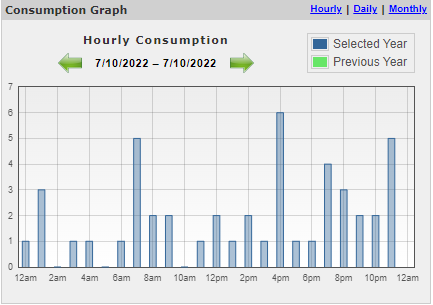 Consumption Graph Hourly | Daily | Monthly
Hourly Consumption
7/10/2022 – 7/10/2022
Selected Year
Previous Year
7
6
5
4
3
2
1
0
12am 2am 4am 6am 8am 10am 12pm 2pm 4pm 6pm 8pm 10pm 12am